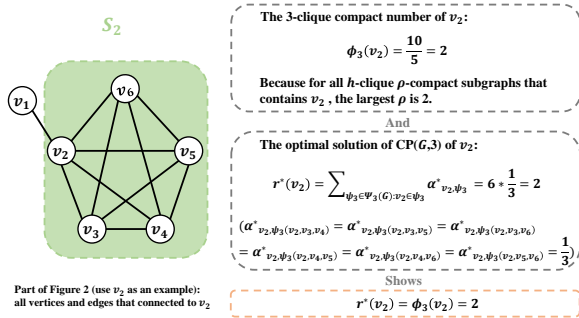 S₂
v₁
v₆
v₂
v₅
v₃
v₄
Part of Figure 2 (use v₂ as an example):
all vertices and edges that connected to v₂
The 3-clique compact number of v₂:
ϕ₃(v₂) = 10/5 = 2
Because for all h-clique ρ-compact subgraphs that
contains v₂ , the largest ρ is 2.
And
The optimal solution of CP(G,3) of v₂:
r*(v₂) = ∑_{ψ₃∈Ψ₃(G):v₂∈ψ₃} α*_{v₂,ψ₃} = 6 * 1/3 = 2
(α*_{v₂,ψ₃(v₂,v₃,v₄)} = α*_{v₂,ψ₃(v₂,v₃,v₅)} = α*_{v₂,ψ₃(v₂,v₃,v₆)}
= α*_{v₂,ψ₃(v₂,v₄,v₅)} = α*_{v₂,ψ₃(v₂,v₄,v₆)} = α*_{v₂,ψ₃(v₂,v₅,v₆)} = 1/3)
Shows
r*(v₂) = ϕ₃(v₂) = 2